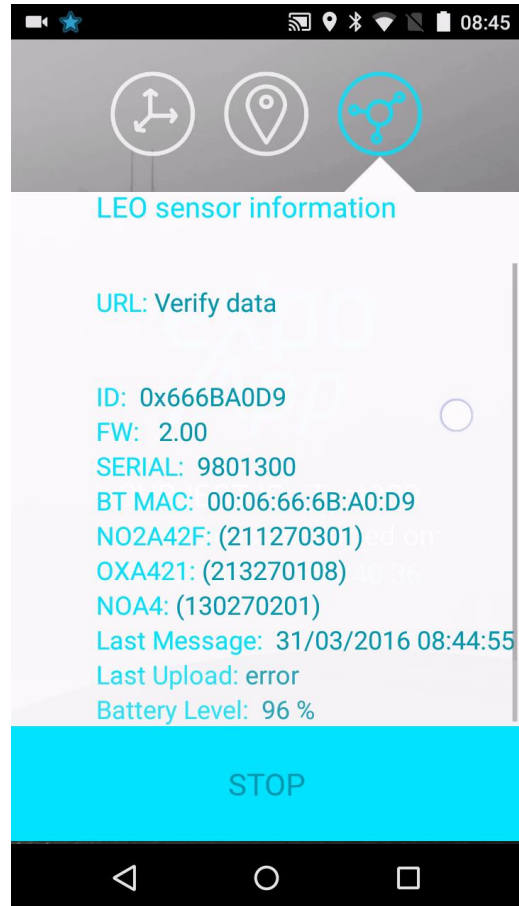 08:45
LEO sensor information
URL: Verify data
ID: 0x666BA0D9
FW: 2.00
SERIAL: 9801300
BT MAC: 00:06:66:6B:A0:D9
NO2A42F: (211270301)
OXA421: (213270108)
NOA4: (130270201)
Last Message: 31/03/2016 08:44:55
Last Upload: error
Battery Level: 96 %
STOP